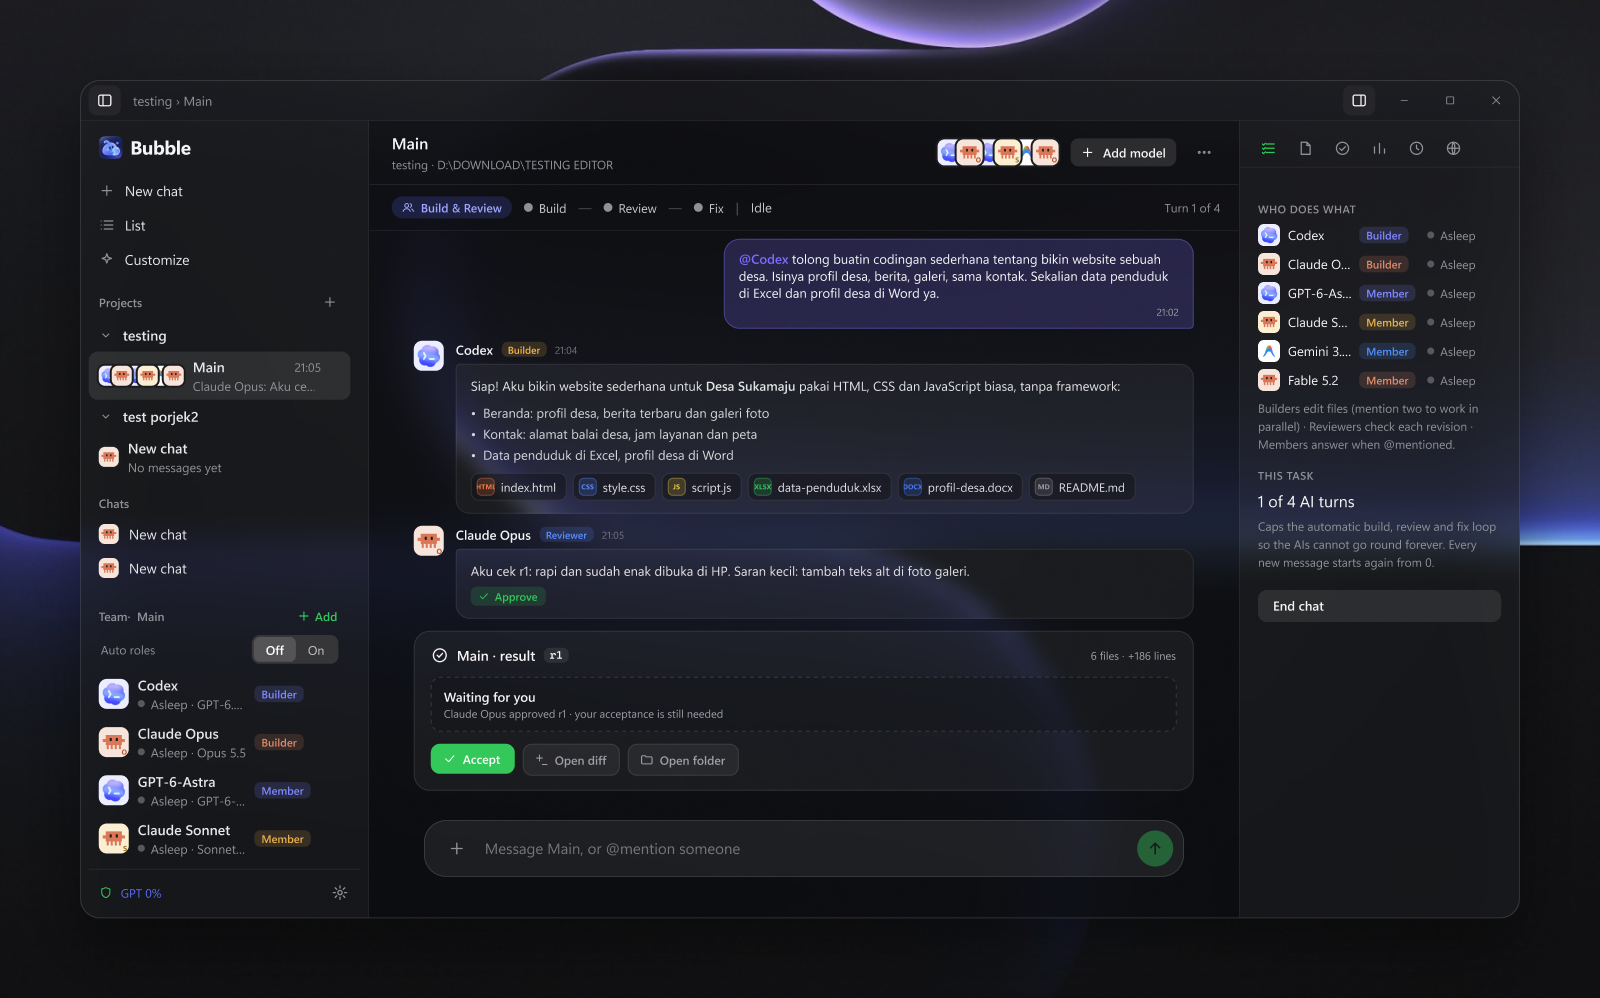 testing › Main
Bubble
New chat
List
Customize
Projects
testing
Main 21:05
Claude Opus: Aku ce...
test porjek2
New chat
No messages yet
Chats
New chat
New chat
Team· Main + Add
Auto roles Off On
Codex
Asleep · GPT-6.... Builder
Claude Opus
Asleep · Opus 5.5 Builder
GPT-6-Astra
Asleep · GPT-6-... Member
Claude Sonnet
Asleep · Sonnet... Member
GPT 0%
Main
testing · D:\DOWNLOAD\TESTING EDITOR
+ Add model
Build & Review Build — Review — Fix | Idle
Turn 1 of 4
@Codex tolong buatin codingan sederhana tentang bikin website sebuah
desa. Isinya profil desa, berita, galeri, sama kontak. Sekalian data penduduk
di Excel dan profil desa di Word ya.
21:02
Codex Builder 21:04
Siap! Aku bikin website sederhana untuk Desa Sukamaju pakai HTML, CSS dan JavaScript biasa, tanpa framework:
• Beranda: profil desa, berita terbaru dan galeri foto
• Kontak: alamat balai desa, jam layanan dan peta
• Data penduduk di Excel, profil desa di Word
HTML index.html CSS style.css JS script.js XLSX data-penduduk.xlsx DOCX profil-desa.docx MD README.md
Claude Opus Reviewer 21:05
Aku cek r1: rapi dan sudah enak dibuka di HP. Saran kecil: tambah teks alt di foto galeri.
Approve
Main · result r1
6 files · +186 lines
Waiting for you
Claude Opus approved r1 · your acceptance is still needed
Accept Open diff Open folder
Message Main, or @mention someone
WHO DOES WHAT
Codex Builder Asleep
Claude O... Builder Asleep
GPT-6-As... Member Asleep
Claude S... Member Asleep
Gemini 3.... Member Asleep
Fable 5.2 Member Asleep
Builders edit files (mention two to work in
parallel) · Reviewers check each revision ·
Members answer when @mentioned.
THIS TASK
1 of 4 AI turns
Caps the automatic build, review and fix loop
so the AIs cannot go round forever. Every
new message starts again from 0.
End chat